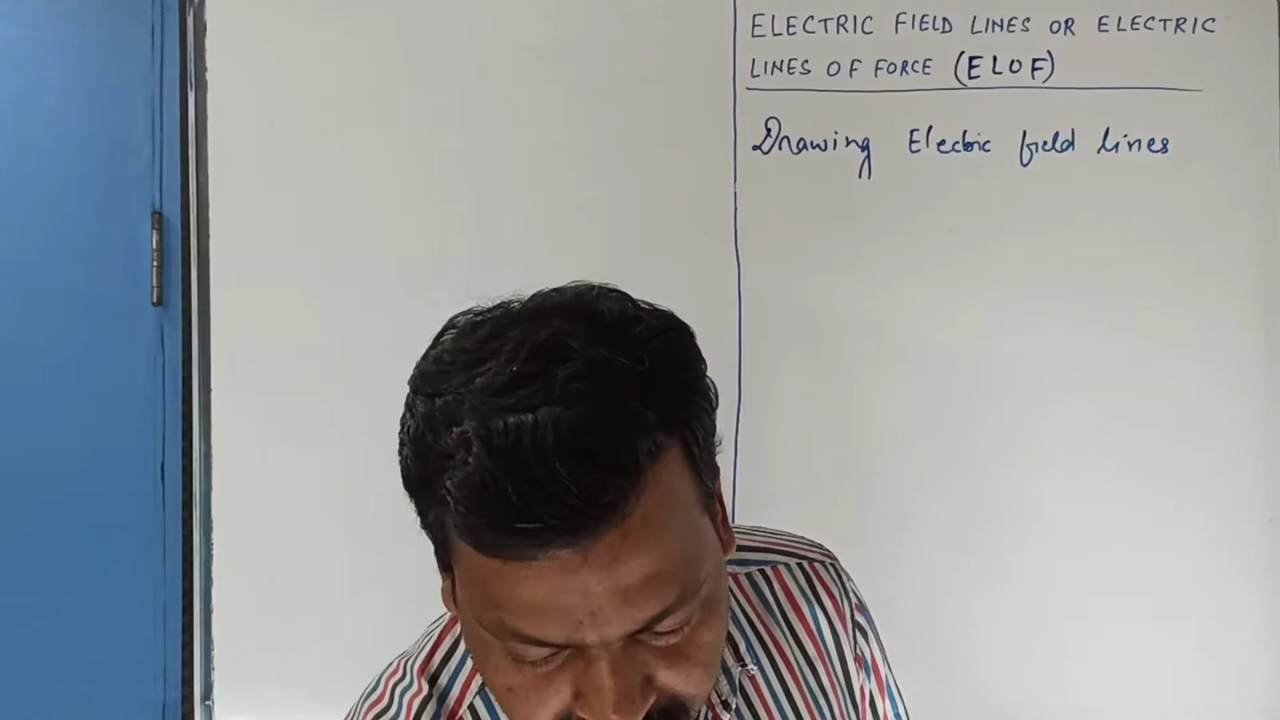 ELECTRIC FIELD LINES OR ELECTRIC
LINES OF FORCE (ELOF)
Drawing Electric field lines